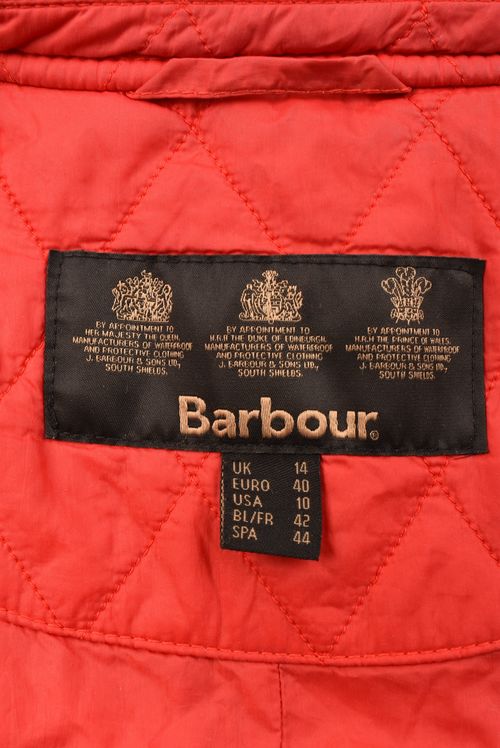 BY APPOINTMENT TO
HER MAJESTY THE QUEEN.
MANUFACTURERS OF WATERPROOF
AND PROTECTIVE CLOTHING
J. BARBOUR & SONS LTD.,
SOUTH SHIELDS.
BY APPOINTMENT TO
H.R.H THE DUKE OF EDINBURGH.
MANUFACTURERS OF WATERPROOF
AND PROTECTIVE CLOTHING
J. BARBOUR & SONS LTD.,
SOUTH SHIELDS.
BY APPOINTMENT TO
H.R.H THE PRINCE OF WALES.
MANUFACTURERS OF WATERPROOF
AND PROTECTIVE CLOTHING
J. BARBOUR & SONS LTD.,
SOUTH SHIELDS.
Barbour®
UK 14
EURO 40
USA 10
BL/FR 42
SPA 44